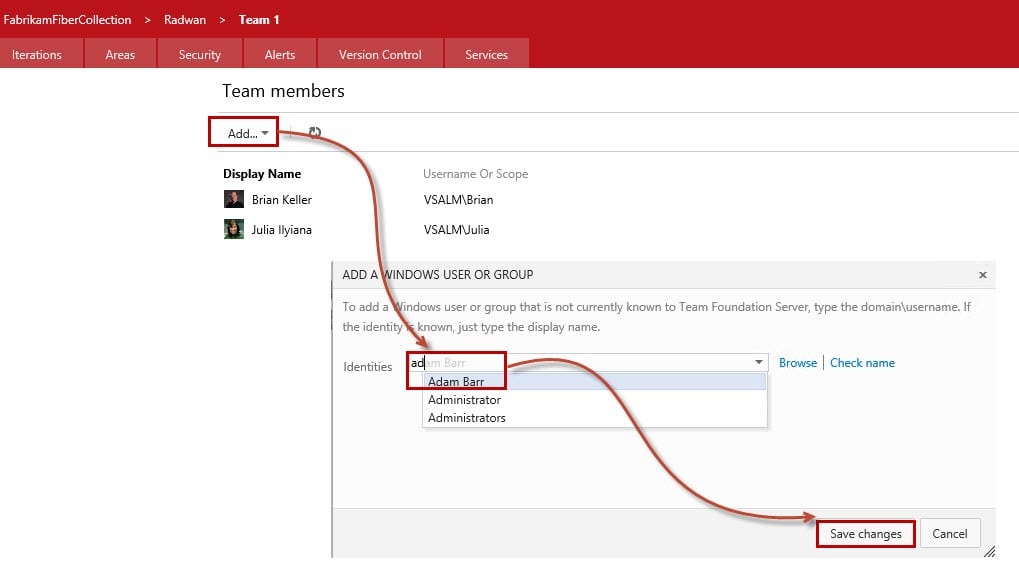 FabrikamFiberCollection > Radwan > Team 1
Iterations Areas Security Alerts Version Control Services
Team members
Add...
Display Name Username Or Scope
Brian Keller VSALM\Brian
Julia Ilyiana VSALM\Julia
ADD A WINDOWS USER OR GROUP
To add a Windows user or group that is not currently known to Team Foundation Server, type the domain\username. If
the identity is known, just type the display name.
Identities adam Barr Browse | Check name
Adam Barr
Administrator
Administrators
Save changes Cancel